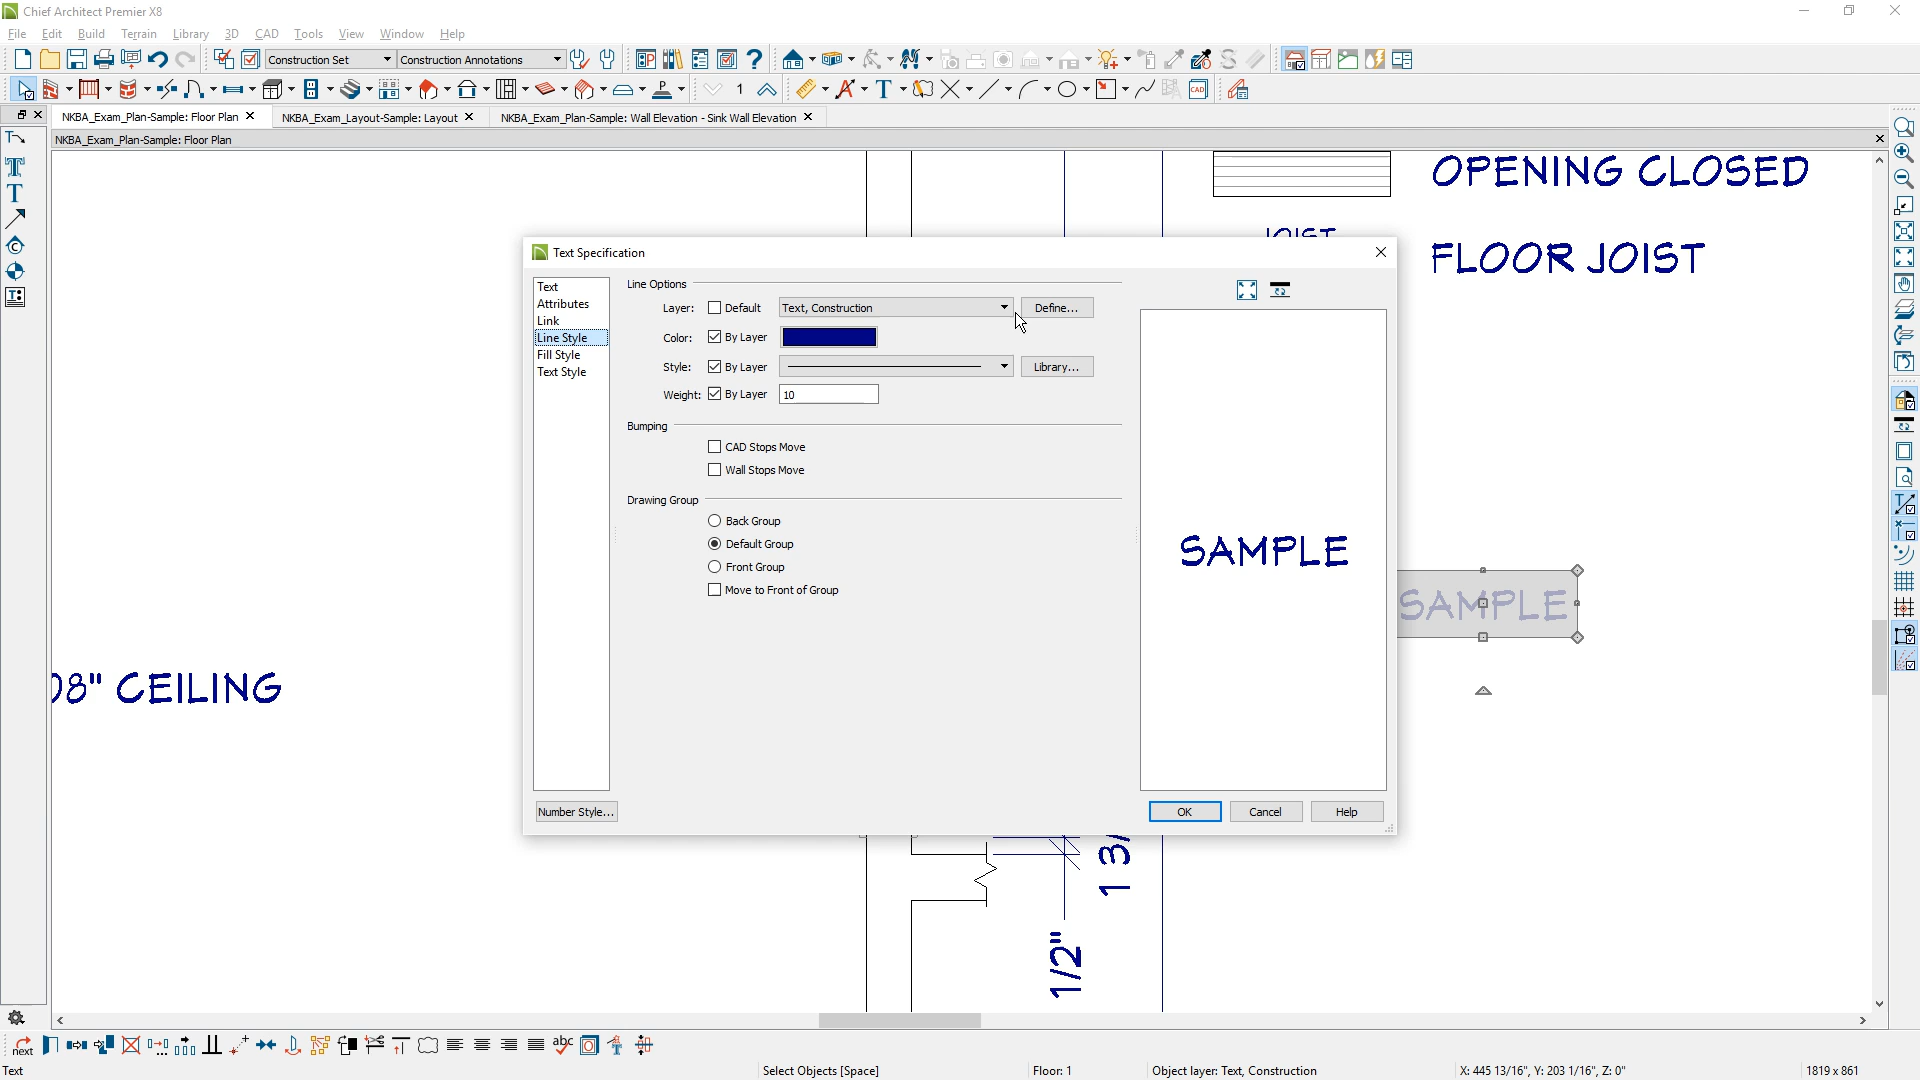 Chief Architect Premier X8
File Edit Build Terrain Library 3D CAD Tools View Window Help
Construction Set Construction Annotations
1
NKBA_Exam_Plan-Sample: Floor Plan NKBA_Exam_Layout-Sample: Layout NKBA_Exam_Plan-Sample: Wall Elevation - Sink Wall Elevation
NKBA_Exam_Plan-Sample: Floor Plan
OPENING CLOSED
JOIST
FLOOR JOIST
Text Specification
Text
Attributes
Link
Line Style
Fill Style
Text Style
Line Options
Layer: Default Text, Construction Define...
Color: By Layer
Style: By Layer Library...
Weight: By Layer 10
Bumping
CAD Stops Move
Wall Stops Move
Drawing Group
Back Group
Default Group
Front Group
Move to Front of Group
SAMPLE
SAMPLE
08" CEILING
Number Style... OK Cancel Help
1 3/
1/2"
next
abc
Text Select Objects [Space] Floor: 1 Object layer: Text, Construction X: 445 13/16", Y: 203 1/16", Z: 0" 1819 x 861